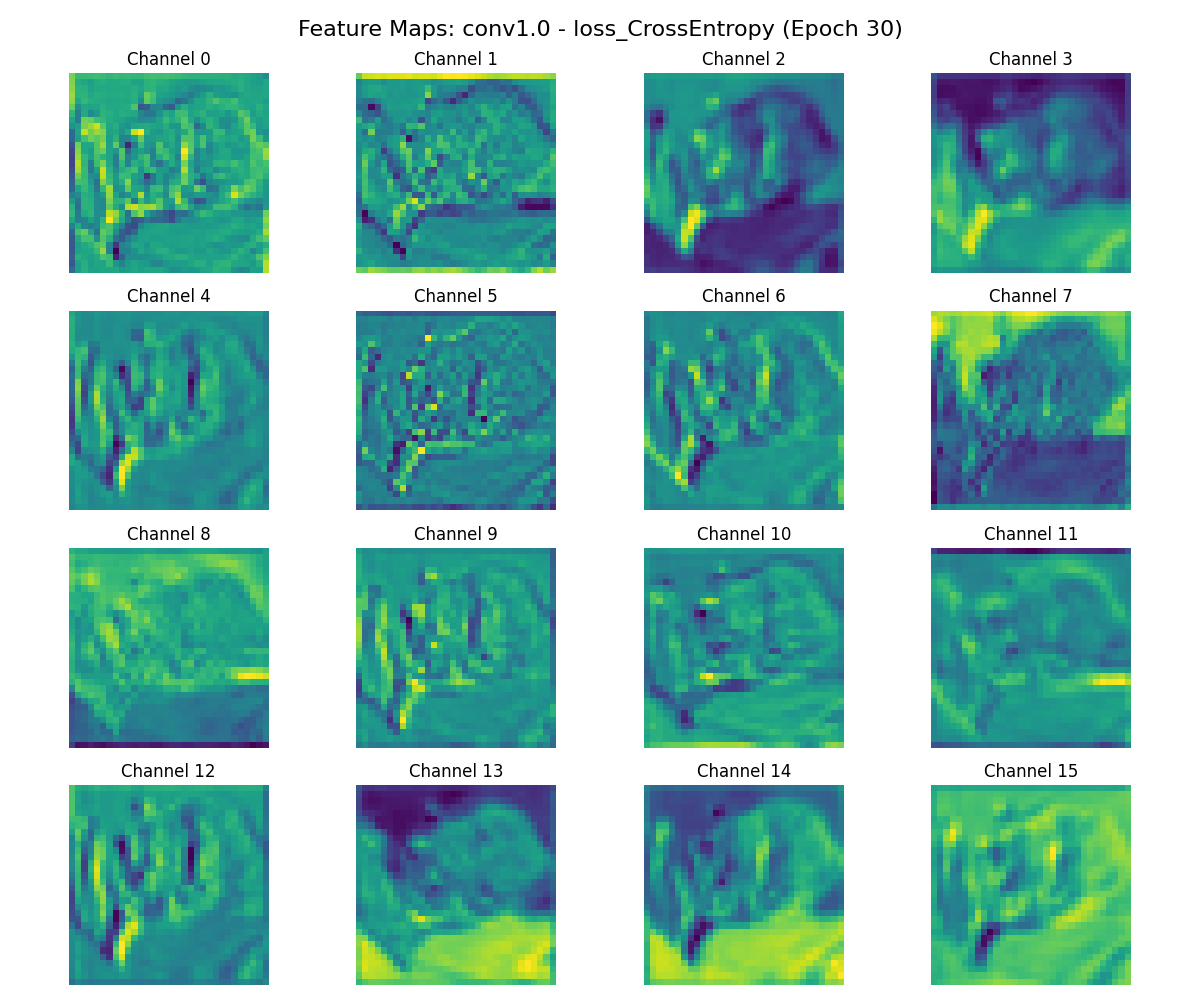 Feature Maps: conv1.0 - loss_CrossEntropy (Epoch 30)
Channel 0
Channel 1
Channel 2
Channel 3
Channel 4
Channel 5
Channel 6
Channel 7
Channel 8
Channel 9
Channel 10
Channel 11
Channel 12
Channel 13
Channel 14
Channel 15